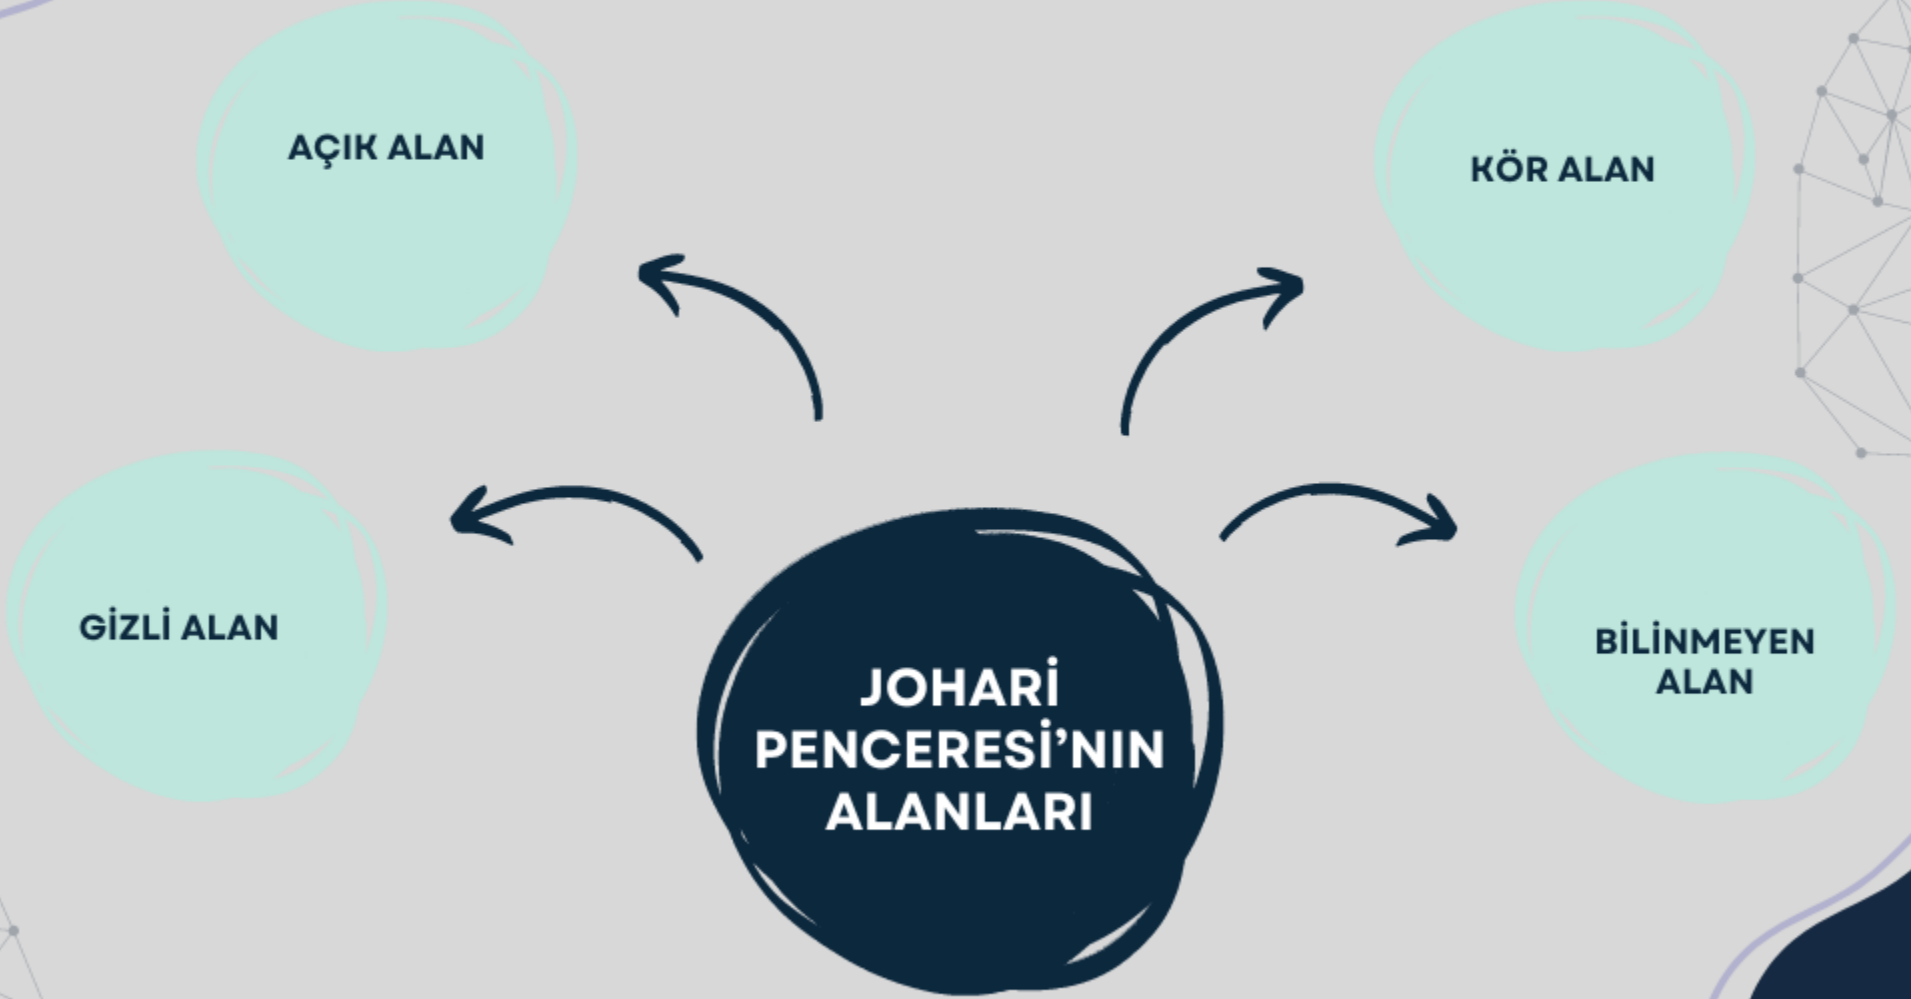 AÇIK ALAN
KÖR ALAN
GİZLİ ALAN
BİLİNMEYEN
ALAN
JOHARİ
PENCERESİ’NIN
ALANLARI